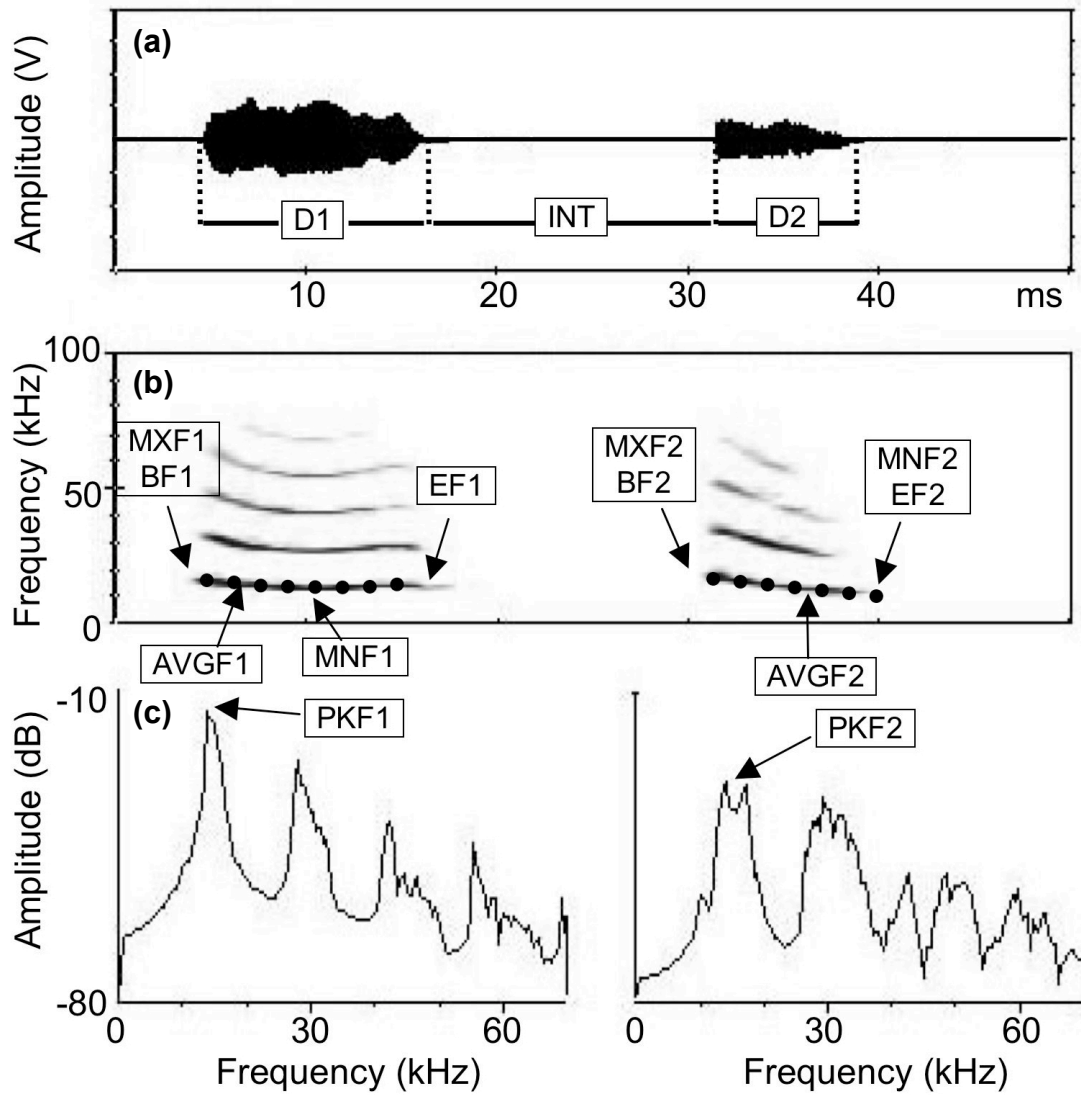 (a)
Amplitude (V)
D1
INT
D2
10
20
30
40
ms
(b)
Frequency (kHz)
100
50
0
MXF1
BF1
EF1
MXF2
BF2
MNF2
EF2
AVGF1
MNF1
AVGF2
(c)
Amplitude (dB)
-10
-80
PKF1
PKF2
0
30
60
0
30
60
Frequency (kHz)
Frequency (kHz)